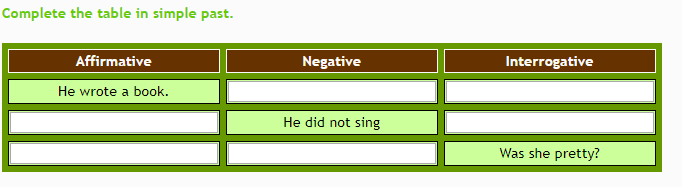 Complete the table in simple past.
Affirmative Negative Interrogative
He wrote a book.
He did not sing
Was she pretty?